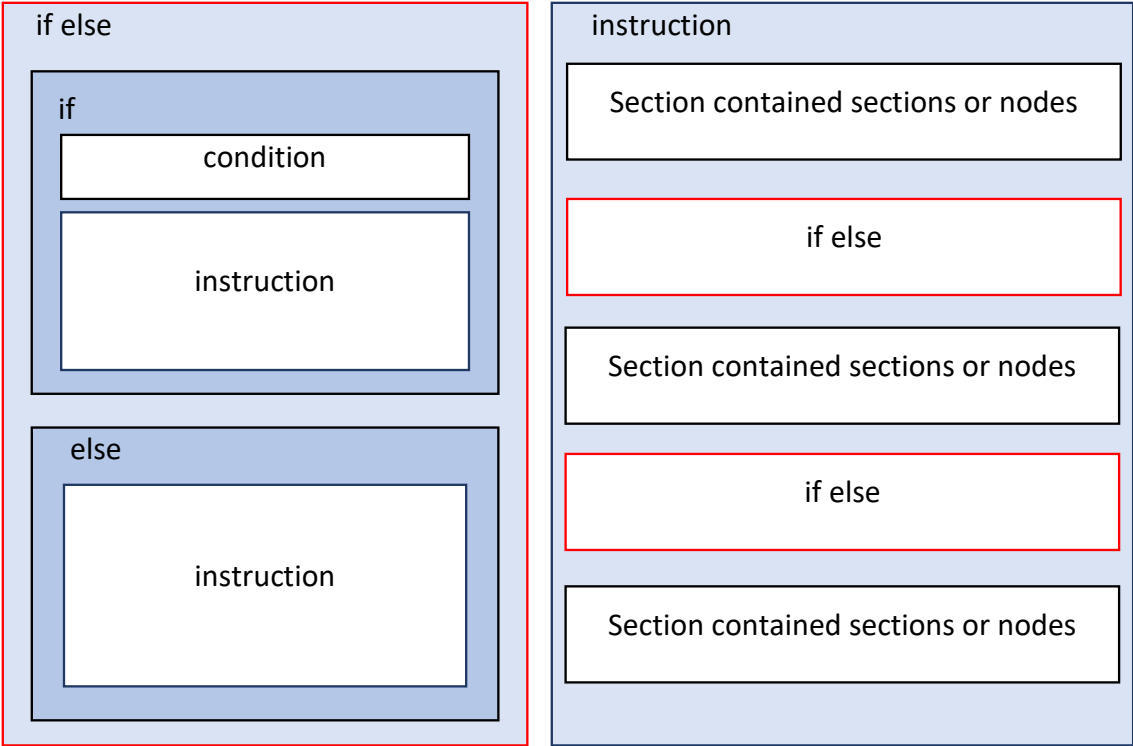 if else
if
condition
instruction
else
instruction
instruction
Section contained sections or nodes
if else
Section contained sections or nodes
if else
Section contained sections or nodes